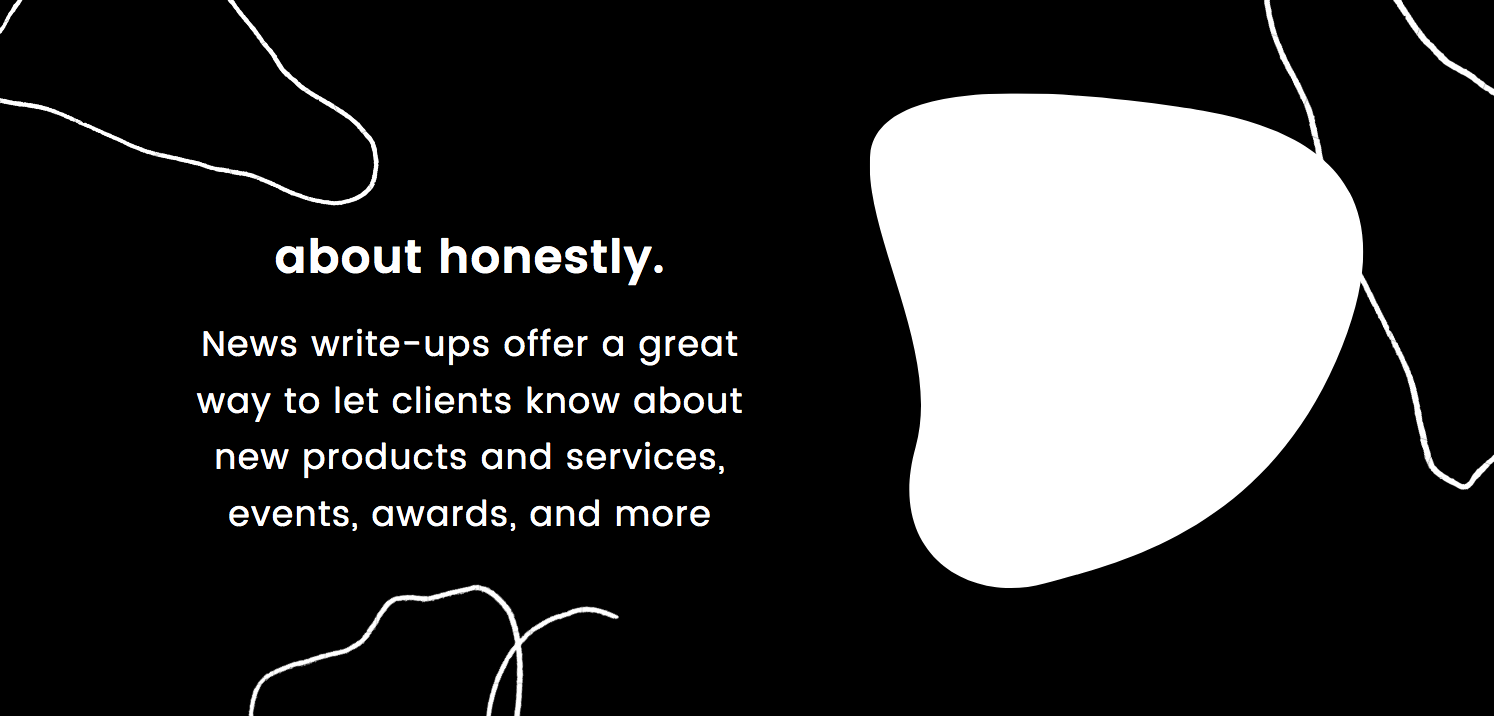 about honestly.
News write-ups offer a great
way to let clients know about
new products and services,
events, awards, and more